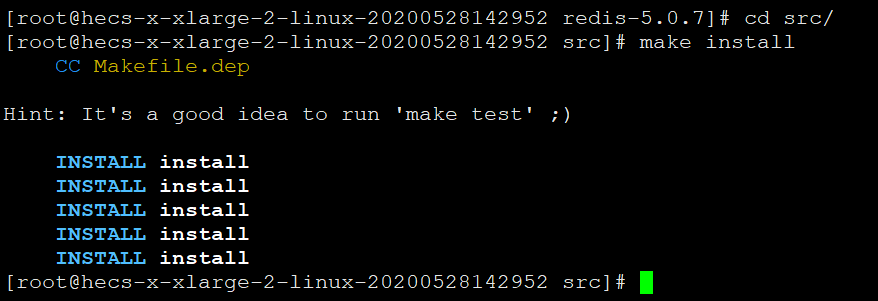 [root@hecs-x-xlarge-2-linux-20200528142952 redis-5.0.7]# cd src/
[root@hecs-x-xlarge-2-linux-20200528142952 src]# make install
    CC Makefile.dep
Hint: It's a good idea to run 'make test' ;)
    INSTALL install
    INSTALL install
    INSTALL install
    INSTALL install
    INSTALL install
[root@hecs-x-xlarge-2-linux-20200528142952 src]#